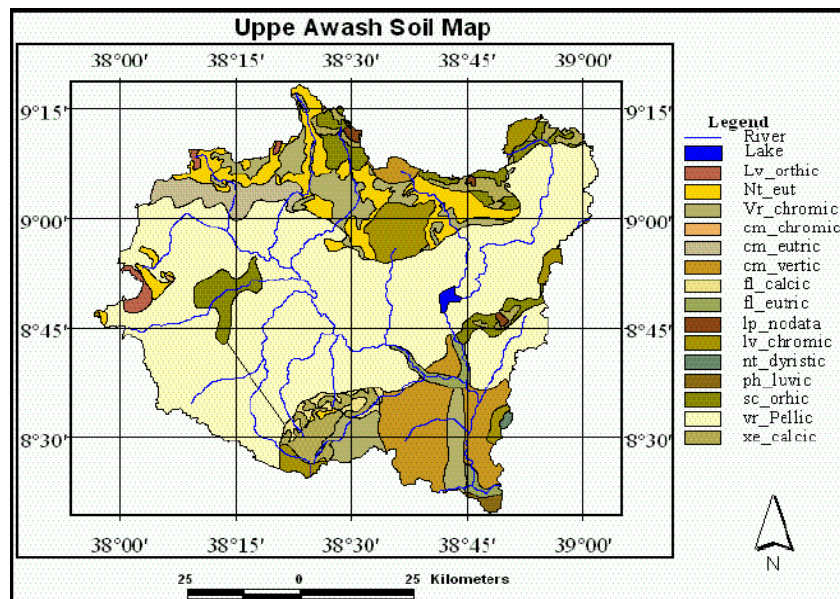 Uppe Awash Soil Map
38°00' 38°15' 38°30' 38°45' 39°00'
9°15' 9°15'
9°00' 9°00'
8°45' 8°45'
8°30' 8°30'
38°00' 38°15' 38°30' 38°45' 39°00'
Legend
River
Lake
Lv_orthic
Nt_eut
Vr_chromic
cm_chromic
cm_eutric
cm_vertic
fl_calcic
fl_eutric
lp_nodata
lv_chromic
nt_dyristic
ph_luvic
sc_orhic
vr_Pellic
xe_calcic
N
25 0 25 Kilometers